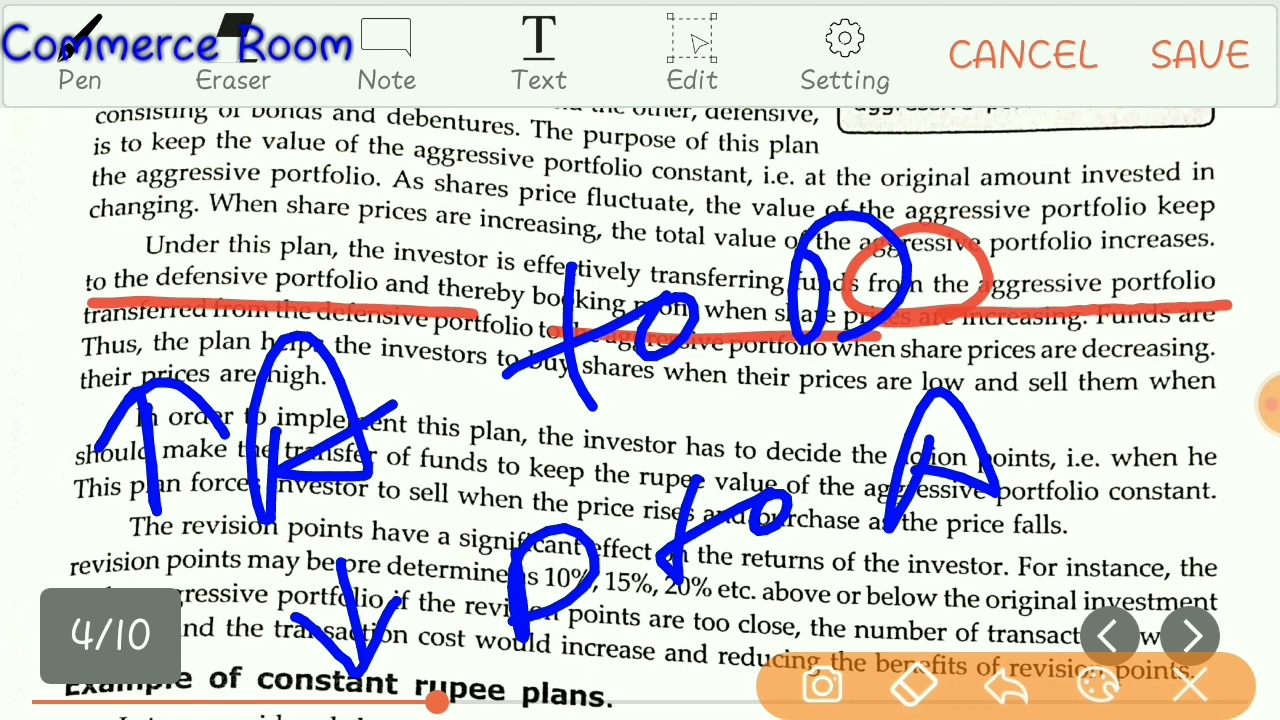 Commerce Room
Pen Eraser Note Text Edit Setting CANCEL SAVE
consisting of bonds and debentures. The purpose of this plan
is to keep the value of the aggressive portfolio constant, i.e. at the original amount invested in
the aggressive portfolio. As shares price fluctuate, the value of the aggressive portfolio keep
changing. When share prices are increasing, the total value of the aggressive portfolio increases.
Under this plan, the investor is effectively transferring funds from the aggressive portfolio
to the defensive portfolio and thereby booking when share prices are increasing. Funds are
transferred from the defensive portfolio to the aggressive portfolio when share prices are decreasing.
Thus, the plan helps the investors to buy shares when their prices are low and sell them when
their prices are high.
In order to implement this plan, the investor has to decide the action points, i.e. when he
should make the transfer of funds to keep the rupee value of the aggressive portfolio constant.
This plan forces investor to sell when the price rises and purchase as the price falls.
The revision points have a significant effect on the returns of the investor. For instance, the
revision points may be determine as 10%, 15%, 20% etc. above or below the original investment
aggressive portfolio if the revision points are too close, the number of
and the transaction cost would increase and reducing the benefits of revision points.
Example of constant rupee plans.
↑ A to D
↓ D to A
4/10